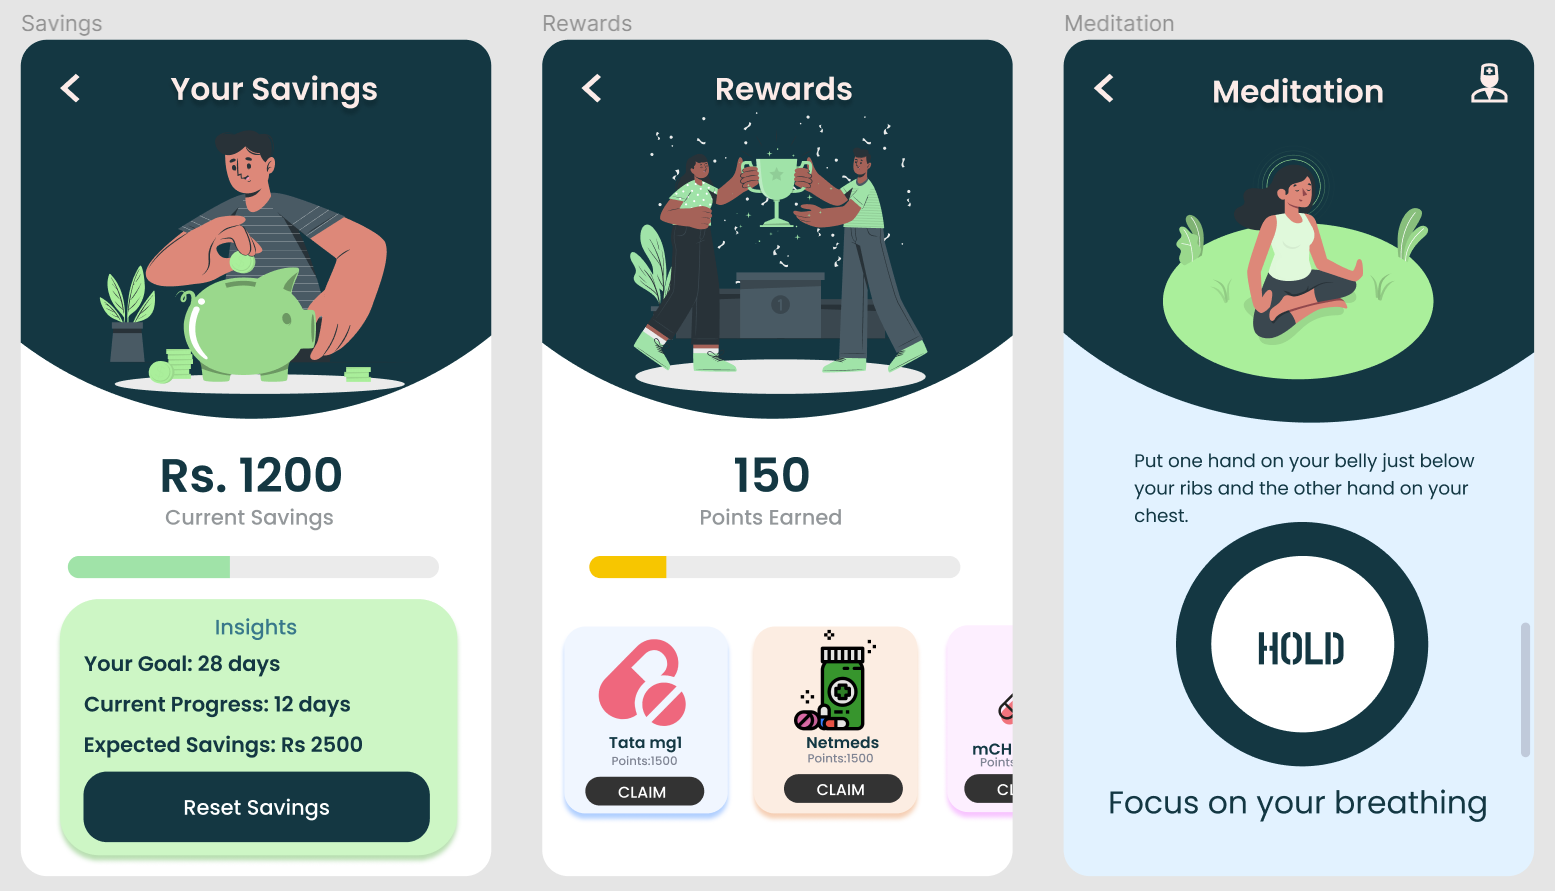 Savings
Your Savings
Rs. 1200
Current Savings
Insights
Your Goal: 28 days
Current Progress: 12 days
Expected Savings: Rs 2500
Reset Savings
Rewards
Rewards
1
150
Points Earned
Tata mg1
Points:1500
CLAIM
Netmeds
Points:1500
CLAIM
mCH
Points
CL
Meditation
Meditation
Put one hand on your belly just below
your ribs and the other hand on your
chest.
HOLD
Focus on your breathing